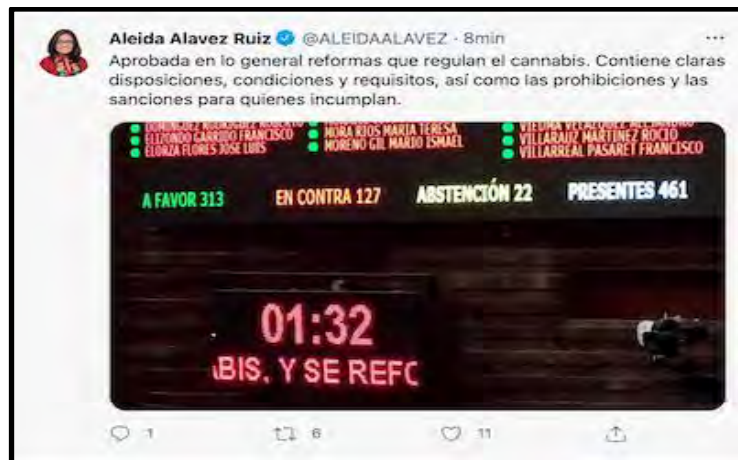 Aleida Alavez Ruiz @ALEIDAALAVEZ · 8min
Aprobada en lo general reformas que regulan el cannabis. Contiene claras
disposiciones, condiciones y requisitos, así como las prohibiciones y las
sanciones para quienes incumplan.
ELIZONDO GARRIDO FRANCISCO
ELORZA FLORES JOSE LUIS
MORA RIOS MARIA TERESA
MORENO GIL MARIO ISMAEL
VILLARAUZ MARTINEZ ROCIO
VILLARREAL PASARET FRANCISCO
A FAVOR 313 EN CONTRA 127 ABSTENCIÓN 22 PRESENTES 461
01:32
ABIS. Y SE REFO
1 6 11